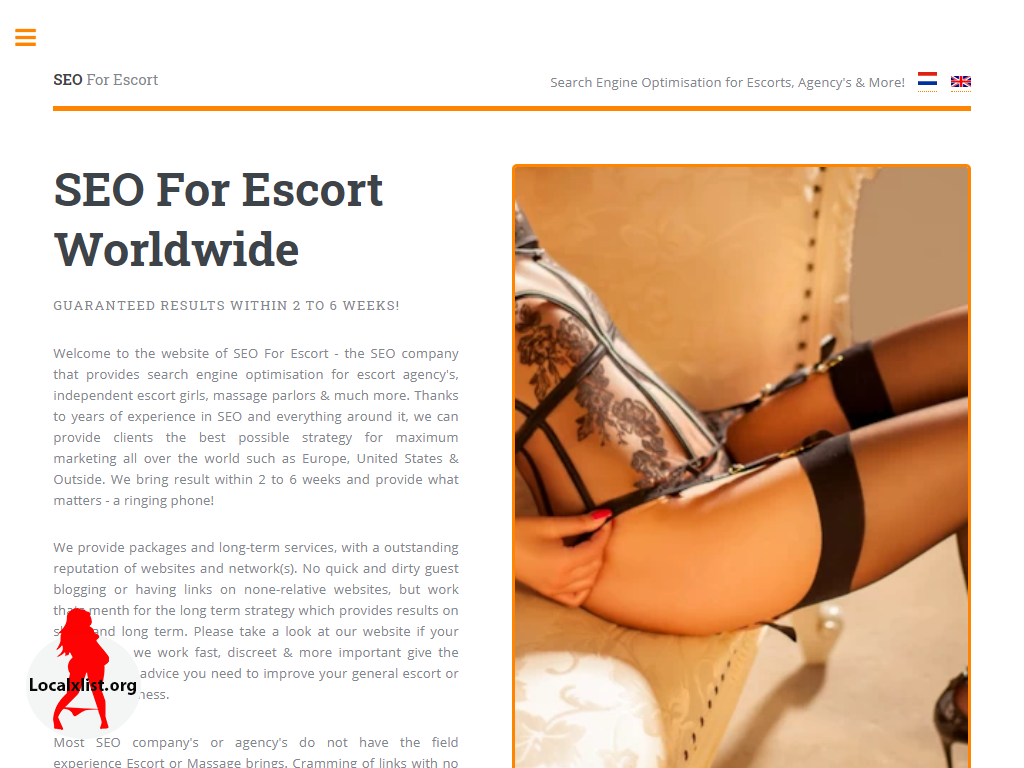 SEO For Escort
Search Engine Optimisation for Escorts, Agency's & More!
SEO For Escort
Worldwide
GUARANTEED RESULTS WITHIN 2 TO 6 WEEKS!
Welcome to the website of SEO For Escort - the SEO company
that provides search engine optimisation for escort agency's,
independent escort girls, massage parlors & much more. Thanks
to years of experience in SEO and everything around it, we can
provide clients the best possible strategy for maximum
marketing all over the world such as Europe, United States &
Outside. We bring result within 2 to 6 weeks and provide what
matters - a ringing phone!
We provide packages and long-term services, with a outstanding
reputation of websites and network(s). No quick and dirty guest
blogging or having links on none-relative websites, but work
menth for the long term strategy which provides results on
and long term. Please take a look at our website if your
we work fast, discreet & more important give the
advice you need to improve your general escort or
Localxlist.org
Most SEO company's or agency's do not have the field
experience Escort or Massage brings. Cramming of links with no